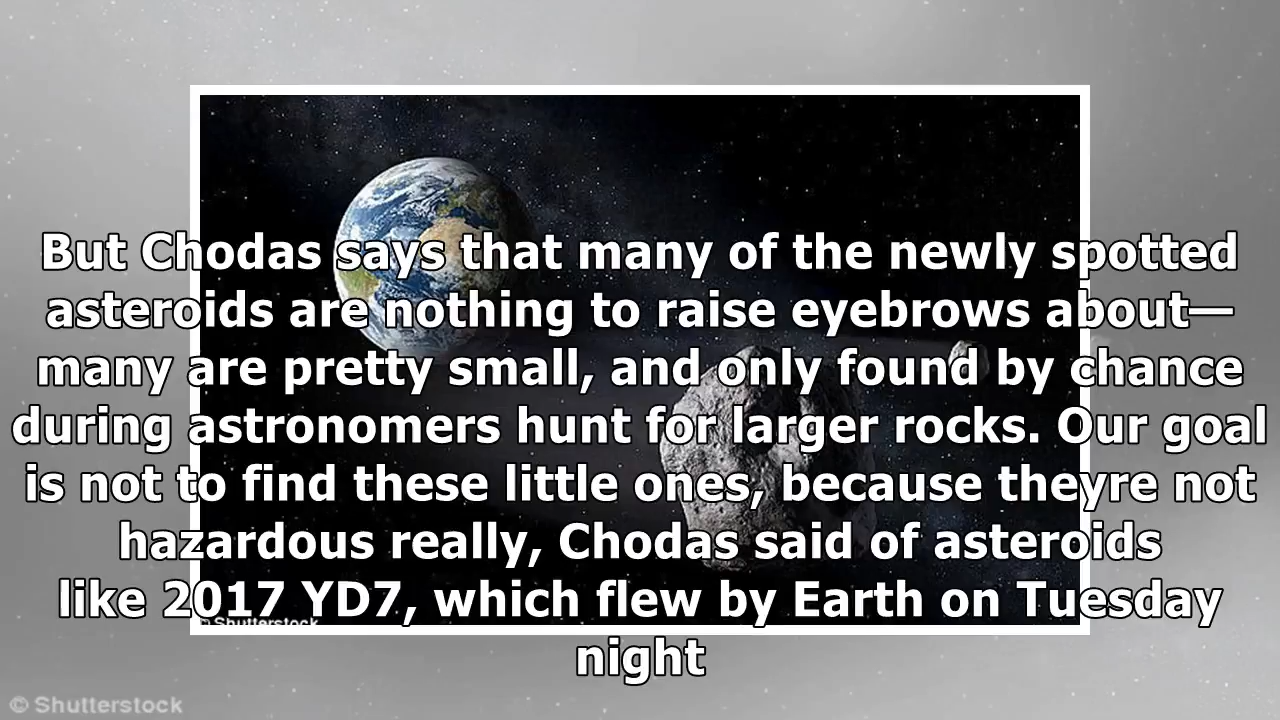 But Chodas says that many of the newly spotted
asteroids are nothing to raise eyebrows about—
many are pretty small, and only found by chance
during astronomers hunt for larger rocks. Our goal
is not to find these little ones, because theyre not
hazardous really, Chodas said of asteroids
like 2017 YD7, which flew by Earth on Tuesday
night
© Shutterstock
© Shutterstock